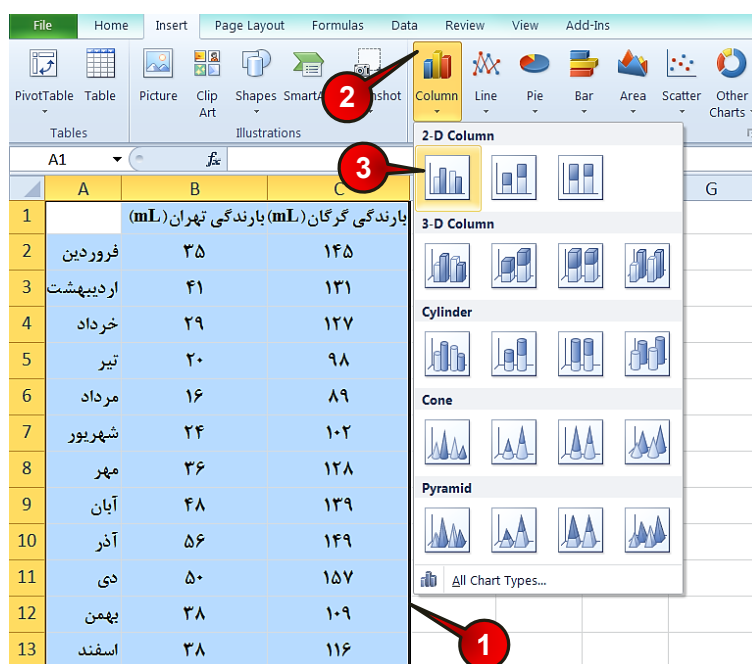 File Home Insert Page Layout Formulas Data Review View Add-Ins
PivotTable Table Picture Clip Art Shapes Column Line Pie Bar Area Scatter Other Charts
Tables Illustrations
2
A1 fx
2-D Column
3
A B C G
1 بارندگی تهران(mL) بارندگی گرگان(mL)
3-D Column
2 فروردین ۳۵ ۱۴۵
3 اردیبهشت ۴۱ ۱۳۱
Cylinder
4 خرداد ۲۹ ۱۲۷
5 تیر ۲۰ ۹۸
6 مرداد ۱۶ ۸۹
Cone
7 شهریور ۲۴ ۱۰۲
8 مهر ۳۶ ۱۲۸
Pyramid
9 آبان ۴۸ ۱۳۹
10 آذر ۵۶ ۱۴۹
11 دی ۵۰ ۱۵۷
All Chart Types...
12 بهمن ۳۸ ۱۰۹
13 اسفند ۳۸ ۱۱۶
1